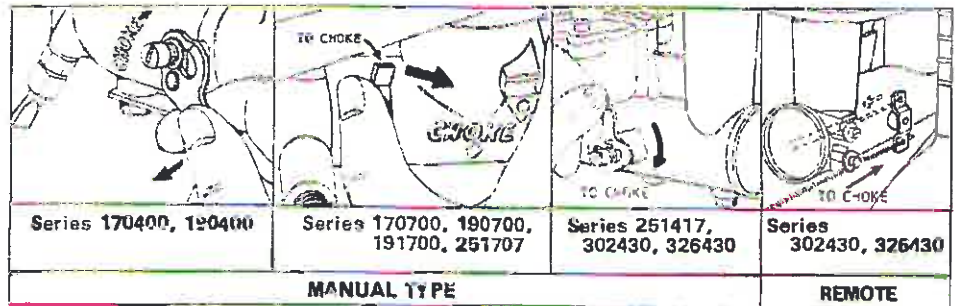 CHOKE
TO CHOKE
CHOKE
TO CHOKE
TO CHOKE
Series 170400, 190400
Series 170700, 190700,
191700, 251707
Series 251417,
302430, 326430
Series
302430, 326430
MANUAL TYPE
REMOTE